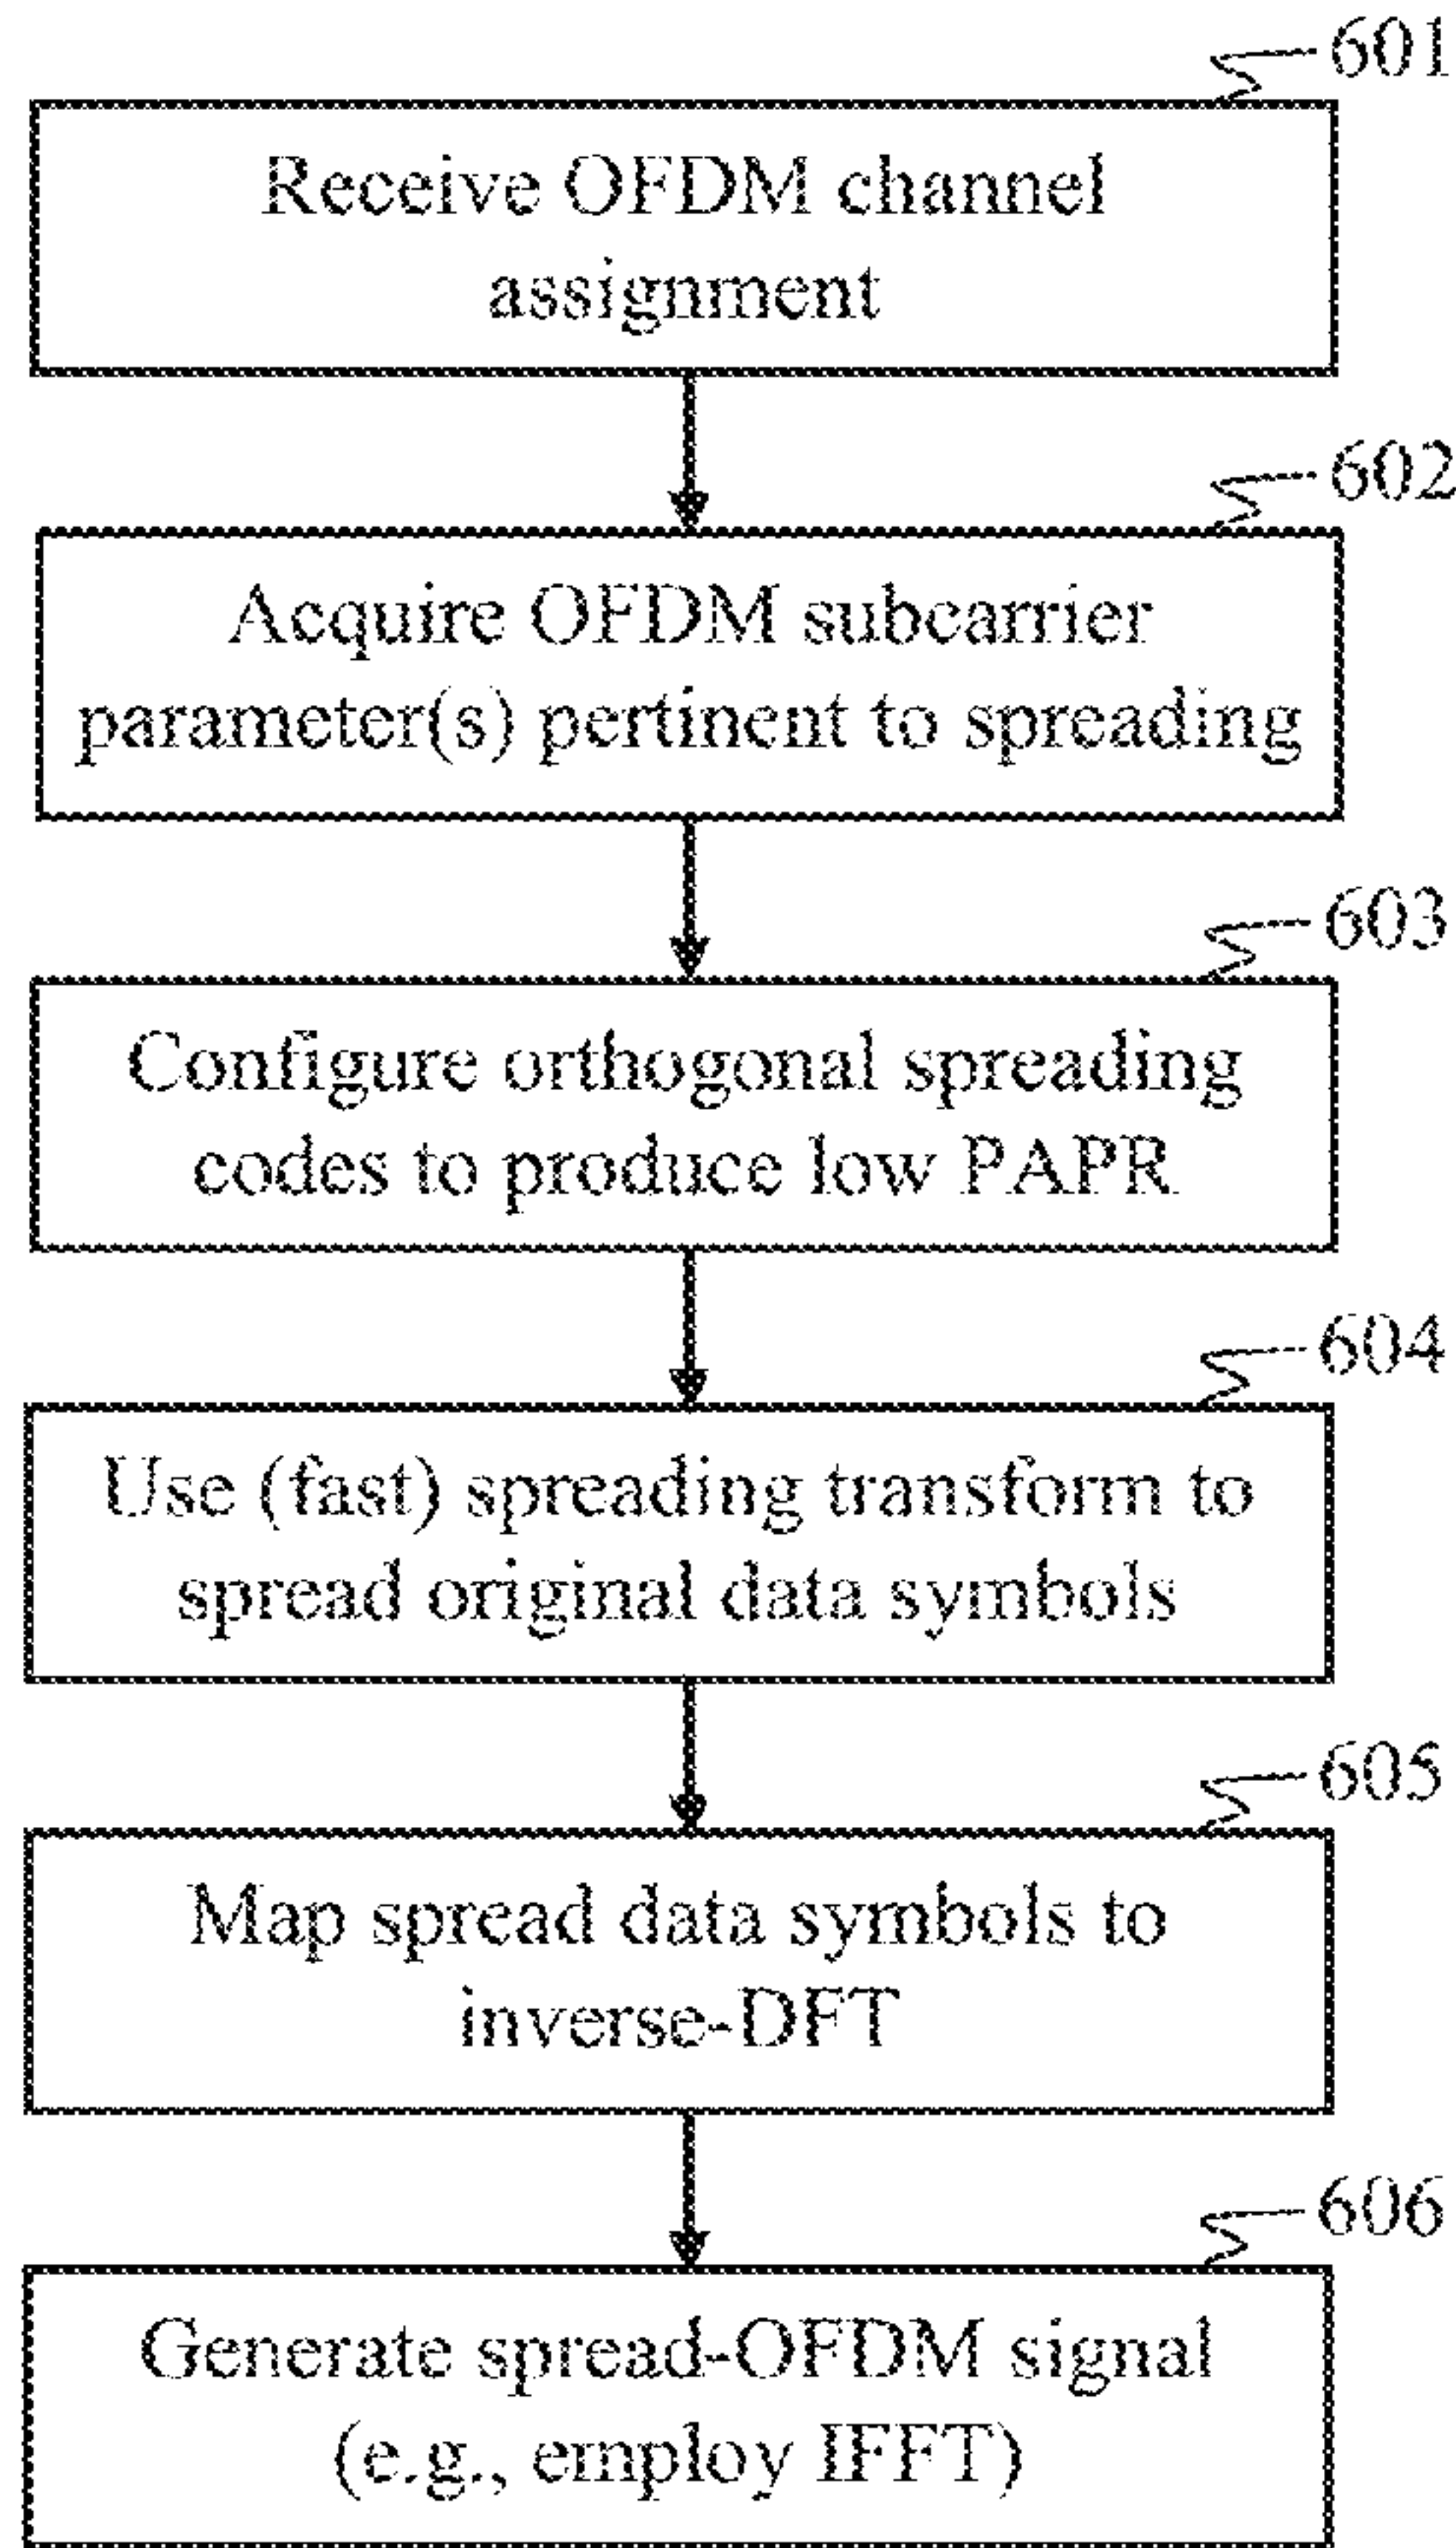 601
Receive OFDM channel
assignment
602
Acquire OFDM subcarrier
parameter(s) pertinent to spreading
603
Configure orthogonal spreading
codes to produce low PAPR
604
Use (fast) spreading transform to
spread original data symbols
605
Map spread data symbols to
inverse-DFT
606
Generate spread-OFDM signal
(e.g., employ IFFT)